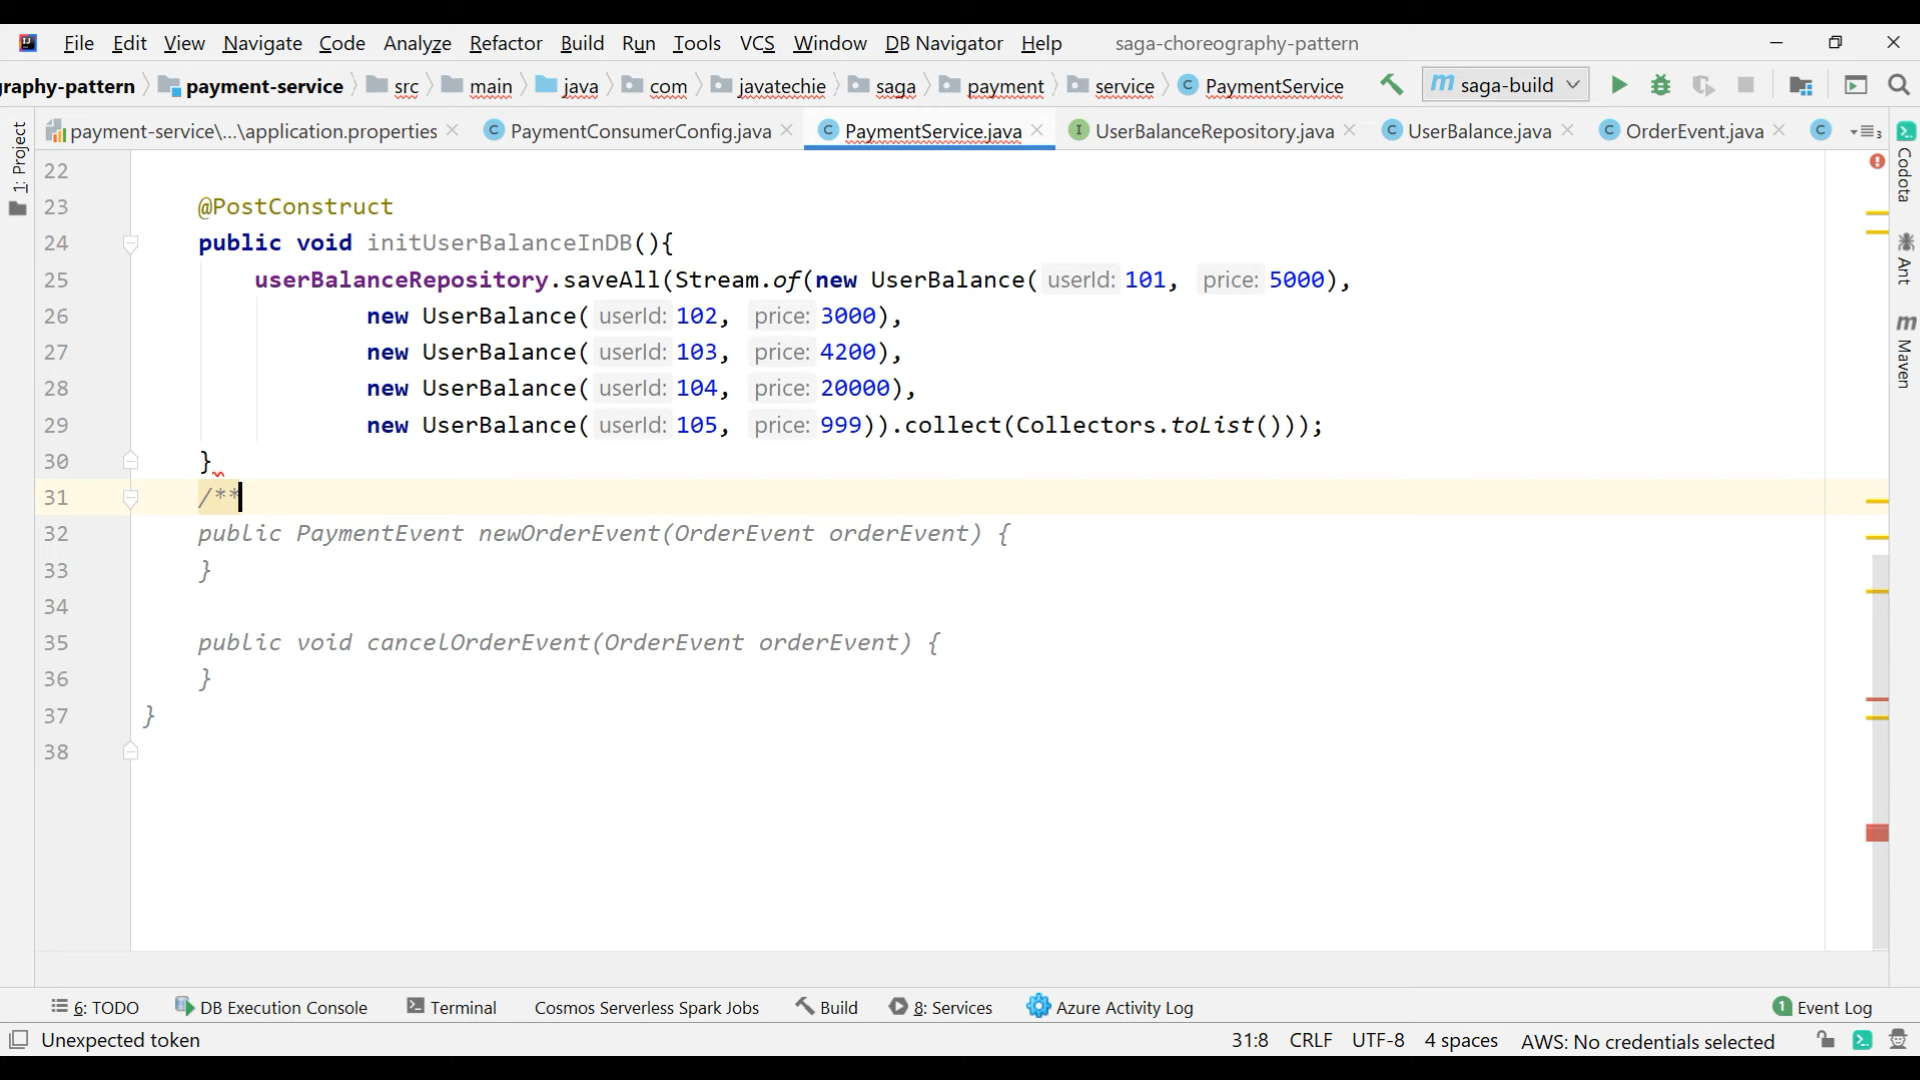 File Edit View Navigate Code Analyze Refactor Build Run Tools VCS Window DB Navigator Help saga-choreography-pattern
raphy-pattern payment-service src main java com javatechie saga payment service PaymentService saga-build
payment-service\...\application.properties PaymentConsumerConfig.java PaymentService.java UserBalanceRepository.java UserBalance.java OrderEvent.java 3
1: Project
Codota
Ant
Maven
22
23 @PostConstruct
24 public void initUserBalanceInDB(){
25 userBalanceRepository.saveAll(Stream.of(new UserBalance( userId: 101, price: 5000),
26 new UserBalance( userId: 102, price: 3000),
27 new UserBalance( userId: 103, price: 4200),
28 new UserBalance( userId: 104, price: 20000),
29 new UserBalance( userId: 105, price: 999)).collect(Collectors.toList()));
30 }
31 /**
32 public PaymentEvent newOrderEvent(OrderEvent orderEvent) {
33 }
34
35 public void cancelOrderEvent(OrderEvent orderEvent) {
36 }
37 }
38
6: TODO DB Execution Console Terminal Cosmos Serverless Spark Jobs Build 8: Services Azure Activity Log 1 Event Log
Unexpected token 31:8 CRLF UTF-8 4 spaces AWS: No credentials selected